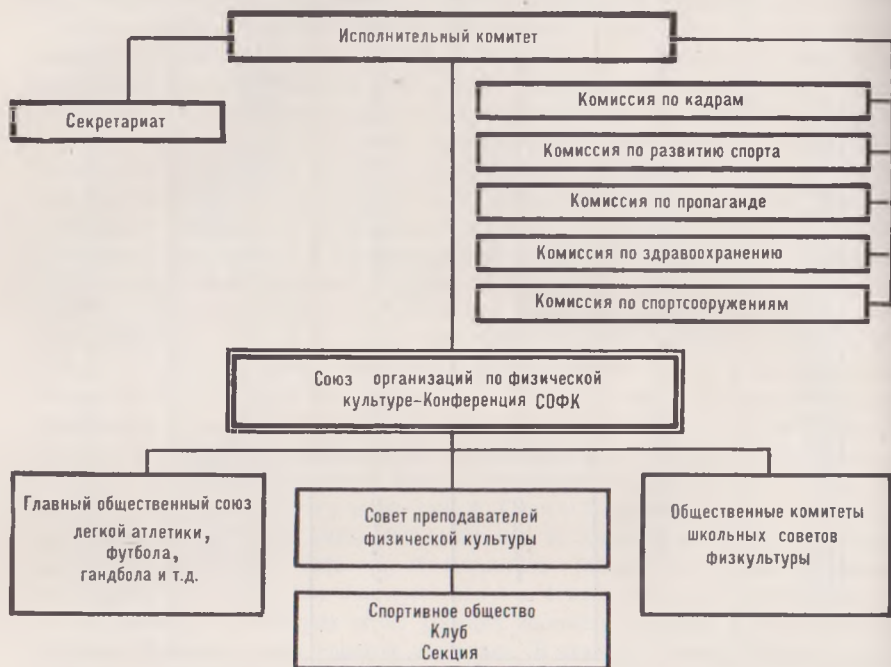 Исполнительный комитет
Секретариат
Комиссия по кадрам
Комиссия по развитию спорта
Комиссия по пропаганде
Комиссия по здравоохранению
Комиссия по спортсооружениям
Союз организаций по физической
культуре-Конференция СОФК
Главный общественный союз
легкой атлетики,
футбола,
гандбола и т.д.
Совет преподавателей
физической культуры
Общественные комитеты
школьных советов
физкультуры
Спортивное общество
Клуб
Секция